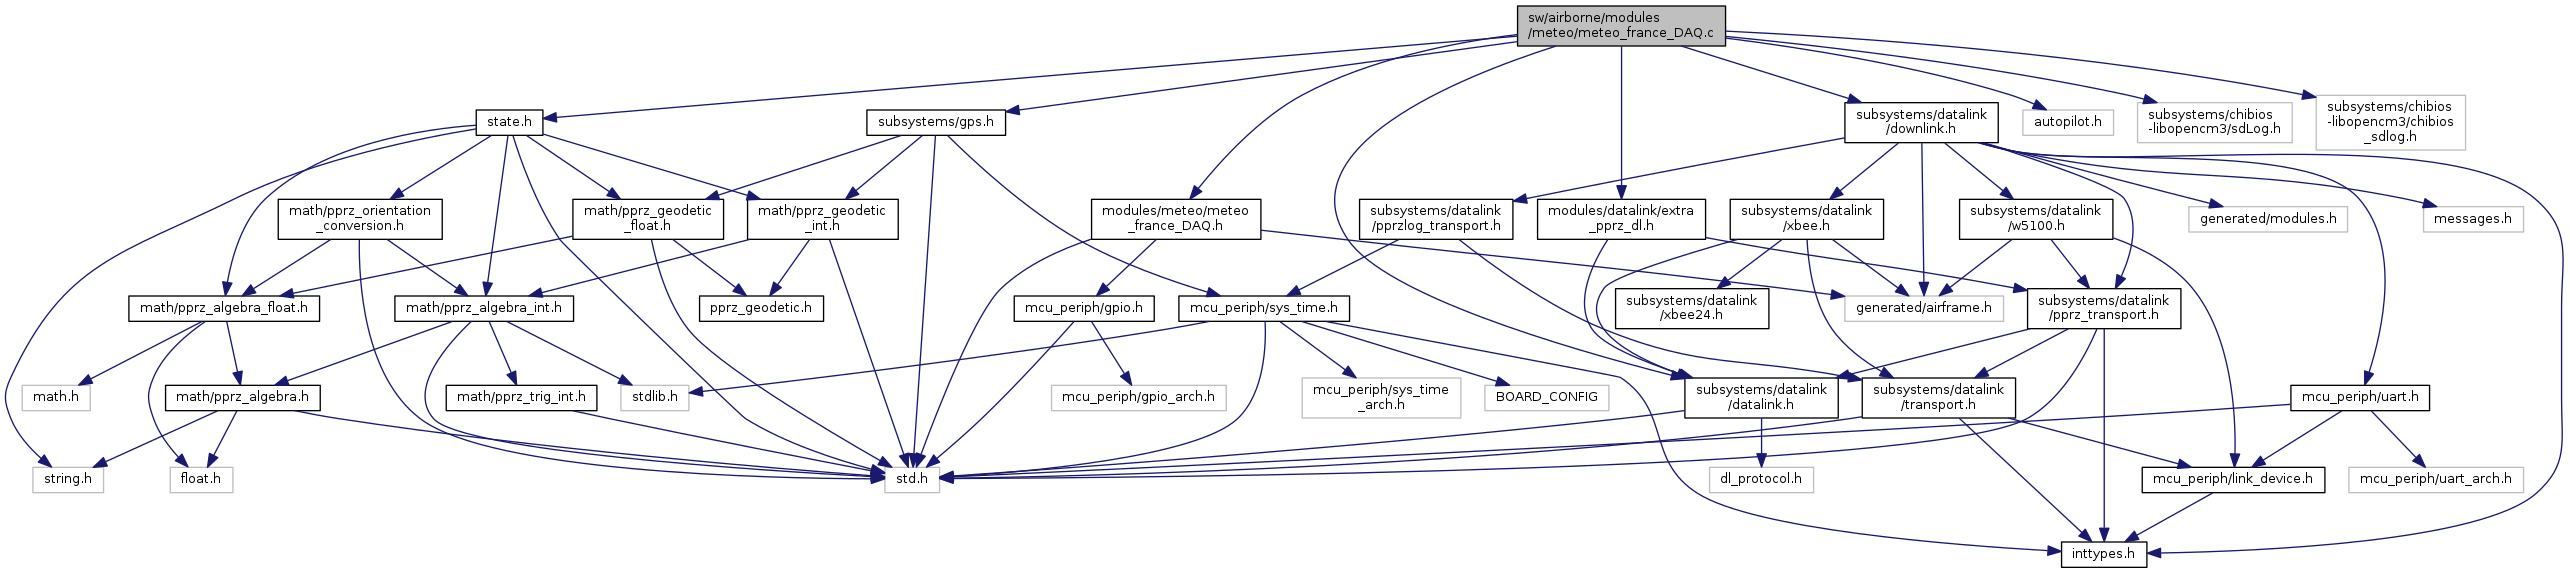 sw/airborne/modules
/meteo/meteo_france_DAQ.c
state.h
subsystems/gps.h
subsystems/datalink
/downlink.h
autopilot.h
subsystems/chibios
-libopencm3/sdLog.h
subsystems/chibios
-libopencm3/chibios
_sdlog.h
math/pprz_orientation
_conversion.h
math/pprz_geodetic
_float.h
math/pprz_geodetic
_int.h
modules/meteo/meteo
_france_DAQ.h
subsystems/datalink
/pprzlog_transport.h
modules/datalink/extra
_pprz_dl.h
subsystems/datalink
/xbee.h
subsystems/datalink
/w5100.h
generated/modules.h
messages.h
math/pprz_algebra_float.h
math/pprz_algebra_int.h
pprz_geodetic.h
mcu_periph/gpio.h
mcu_periph/sys_time.h
subsystems/datalink
/xbee24.h
generated/airframe.h
subsystems/datalink
/pprz_transport.h
math.h
math/pprz_algebra.h
math/pprz_trig_int.h
stdlib.h
mcu_periph/gpio_arch.h
mcu_periph/sys_time
_arch.h
BOARD_CONFIG
subsystems/datalink
/datalink.h
subsystems/datalink
/transport.h
mcu_periph/uart.h
string.h
float.h
std.h
dl_protocol.h
mcu_periph/link_device.h
mcu_periph/uart_arch.h
inttypes.h